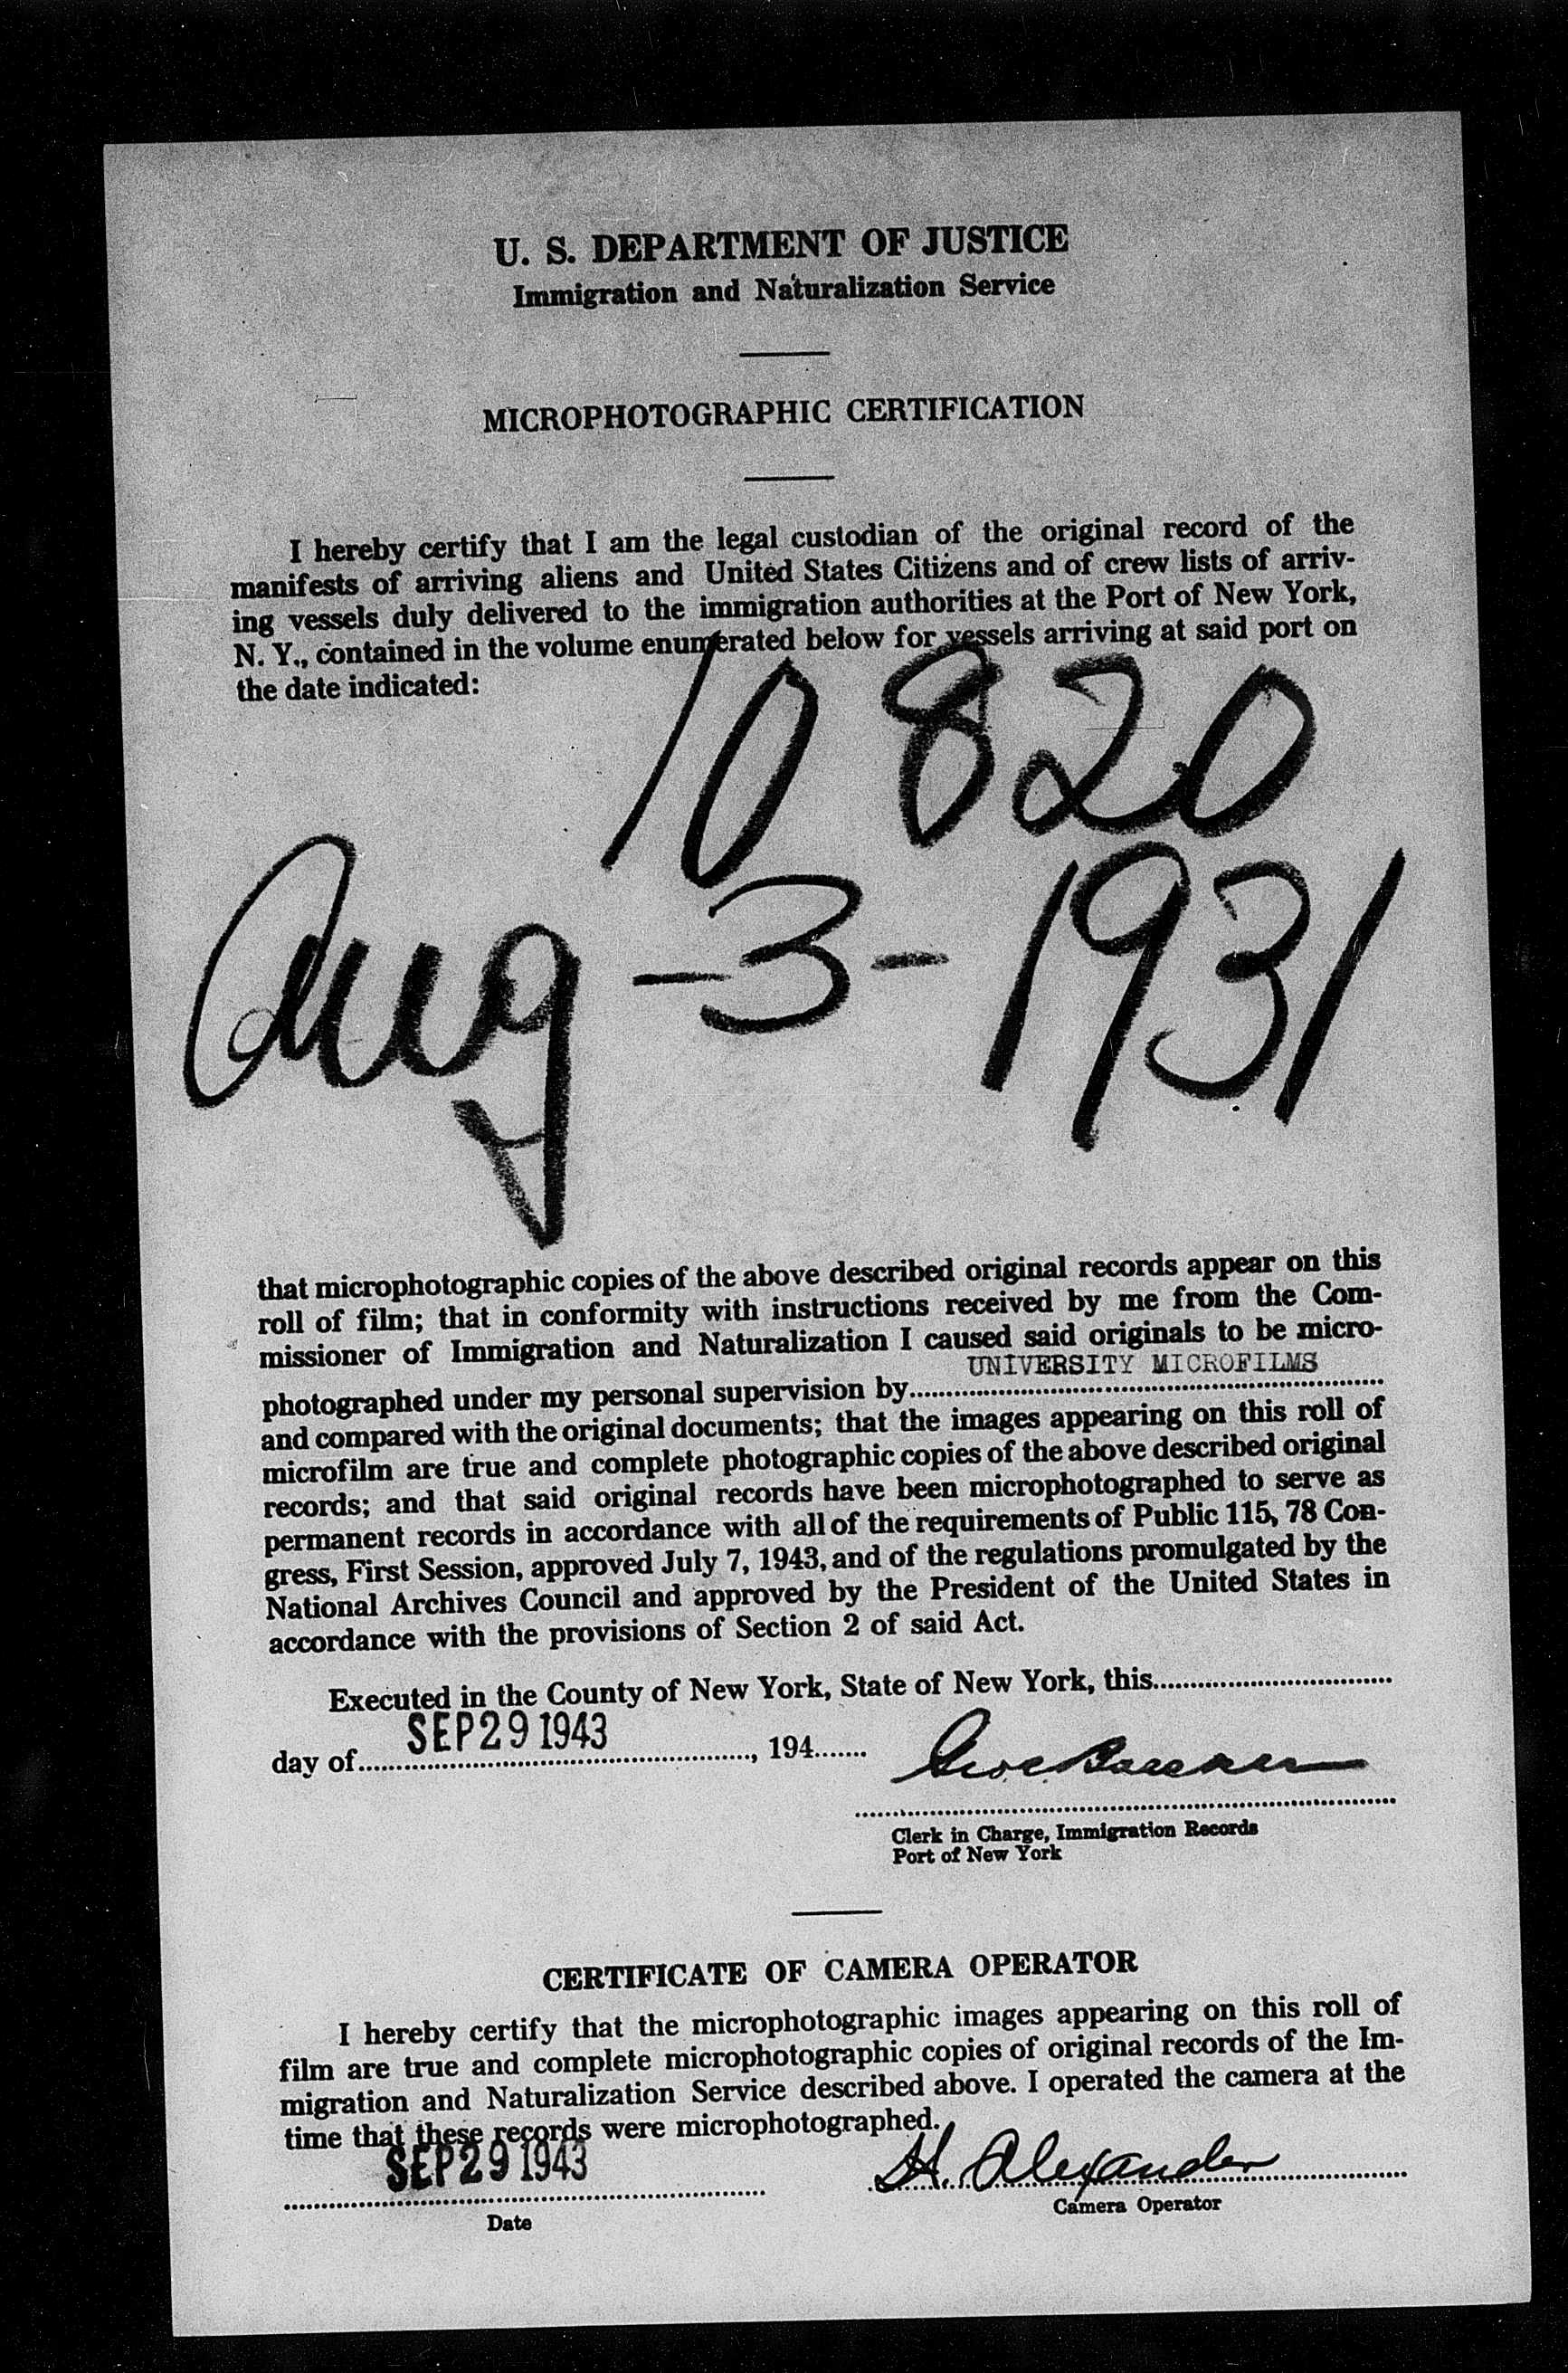 U. S. DEPARTMENT OF JUSTICE
Immigration and Naturalization Service
MICROPHOTOGRAPHIC CERTIFICATION
I hereby certify that I am the legal custodian of the original record of the
manifests of arriving aliens and United States Citizens and of crew lists of arriv-
ing vessels duly delivered to the immigration authorities at the Port of New York,
N. Y., contained in the volume enumerated below for vessels arriving at said port on
the date indicated:
10 820
Aug - 3 - 1931
that microphotographic copies of the above described original records appear on this
roll of film; that in conformity with instructions received by me from the Com-
missioner of Immigration and Naturalization I caused said originals to be micro-
UNIVERSITY MICROFILMS
photographed under my personal supervision by
and compared with the original documents; that the images appearing on this roll of
microfilm are true and complete photographic copies of the above described original
records; and that said original records have been microphotographed to serve as
permanent records in accordance with all of the requirements of Public 115, 78 Con-
gress, First Session, approved July 7, 1943, and of the regulations promulgated by the
National Archives Council and approved by the President of the United States in
accordance with the provisions of Section 2 of said Act.
Executed in the County of New York, State of New York, this
SEP 29 1943
day of, 194
Clerk in Charge, Immigration Records
Port of New York
CERTIFICATE OF CAMERA OPERATOR
I hereby certify that the microphotographic images appearing on this roll of
film are true and complete microphotographic copies of original records of the Im-
migration and Naturalization Service described above. I operated the camera at the
time that these records were microphotographed.
SEP 29 1943
H. Alexander
Date
Camera Operator